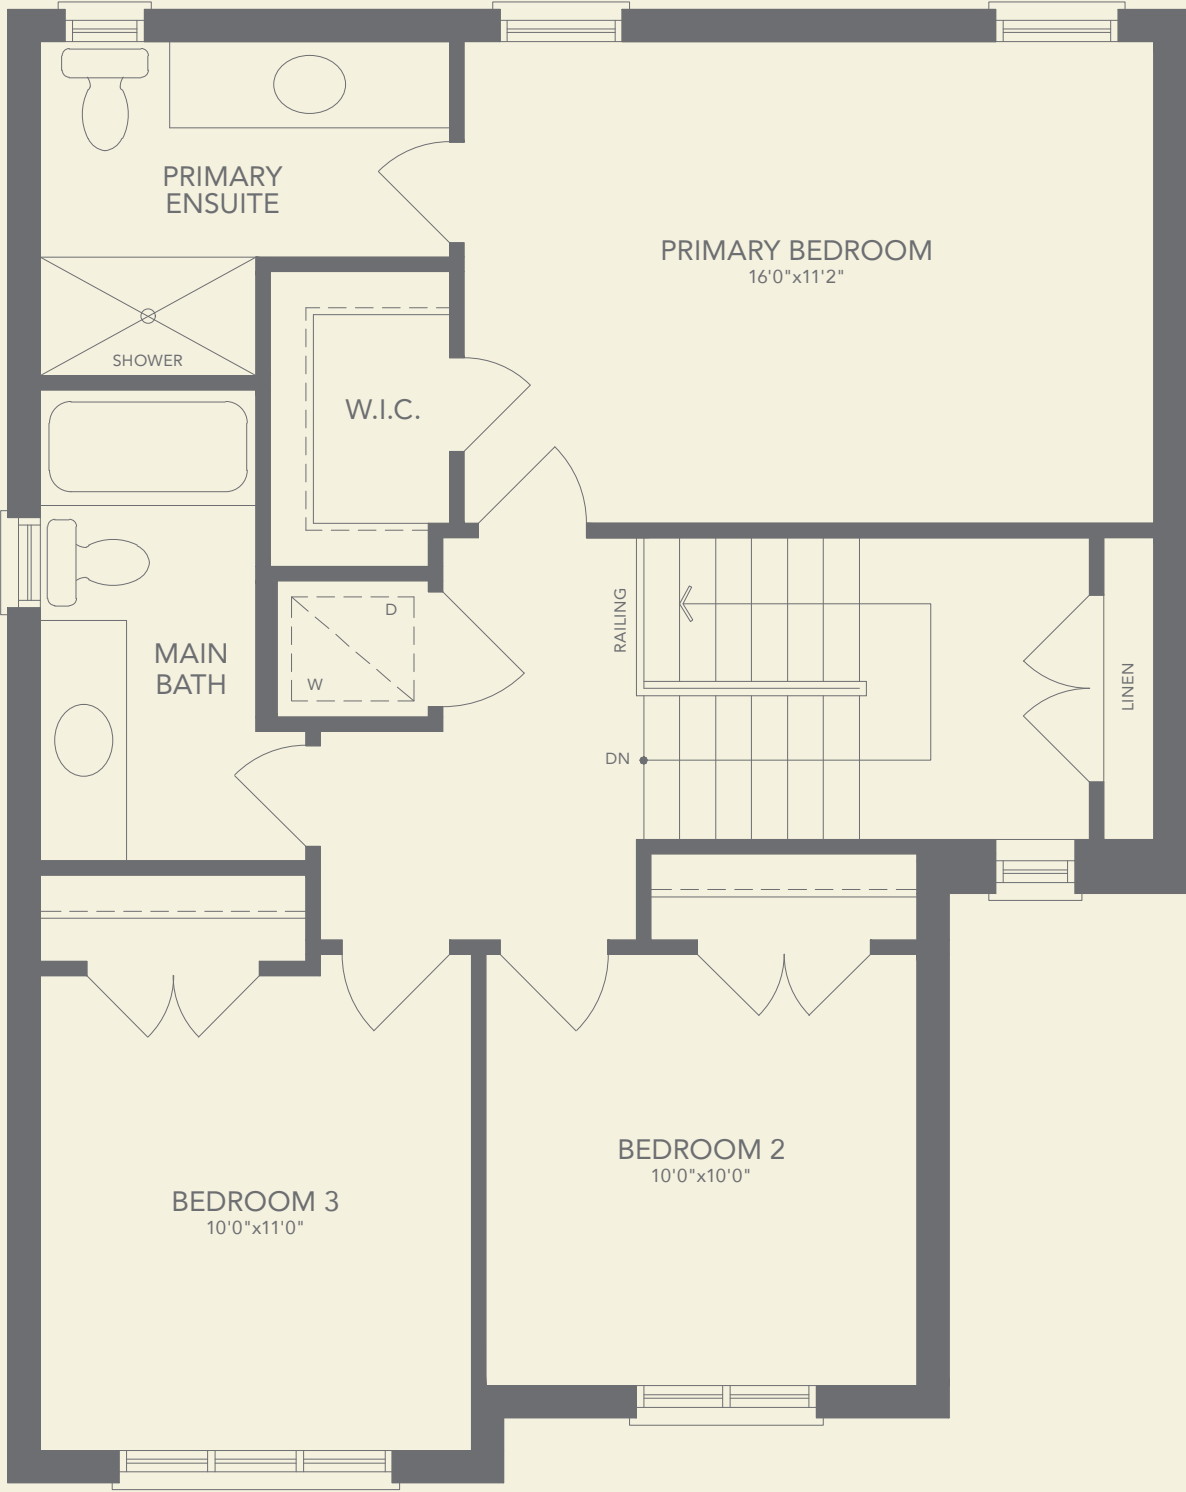 PRIMARY
ENSUITE
PRIMARY BEDROOM
16'0"x11'2"
SHOWER
W.I.C.
D
W
RAILING
MAIN
BATH
LINEN
DN
BEDROOM 2
10'0"x10'0"
BEDROOM 3
10'0"x11'0"